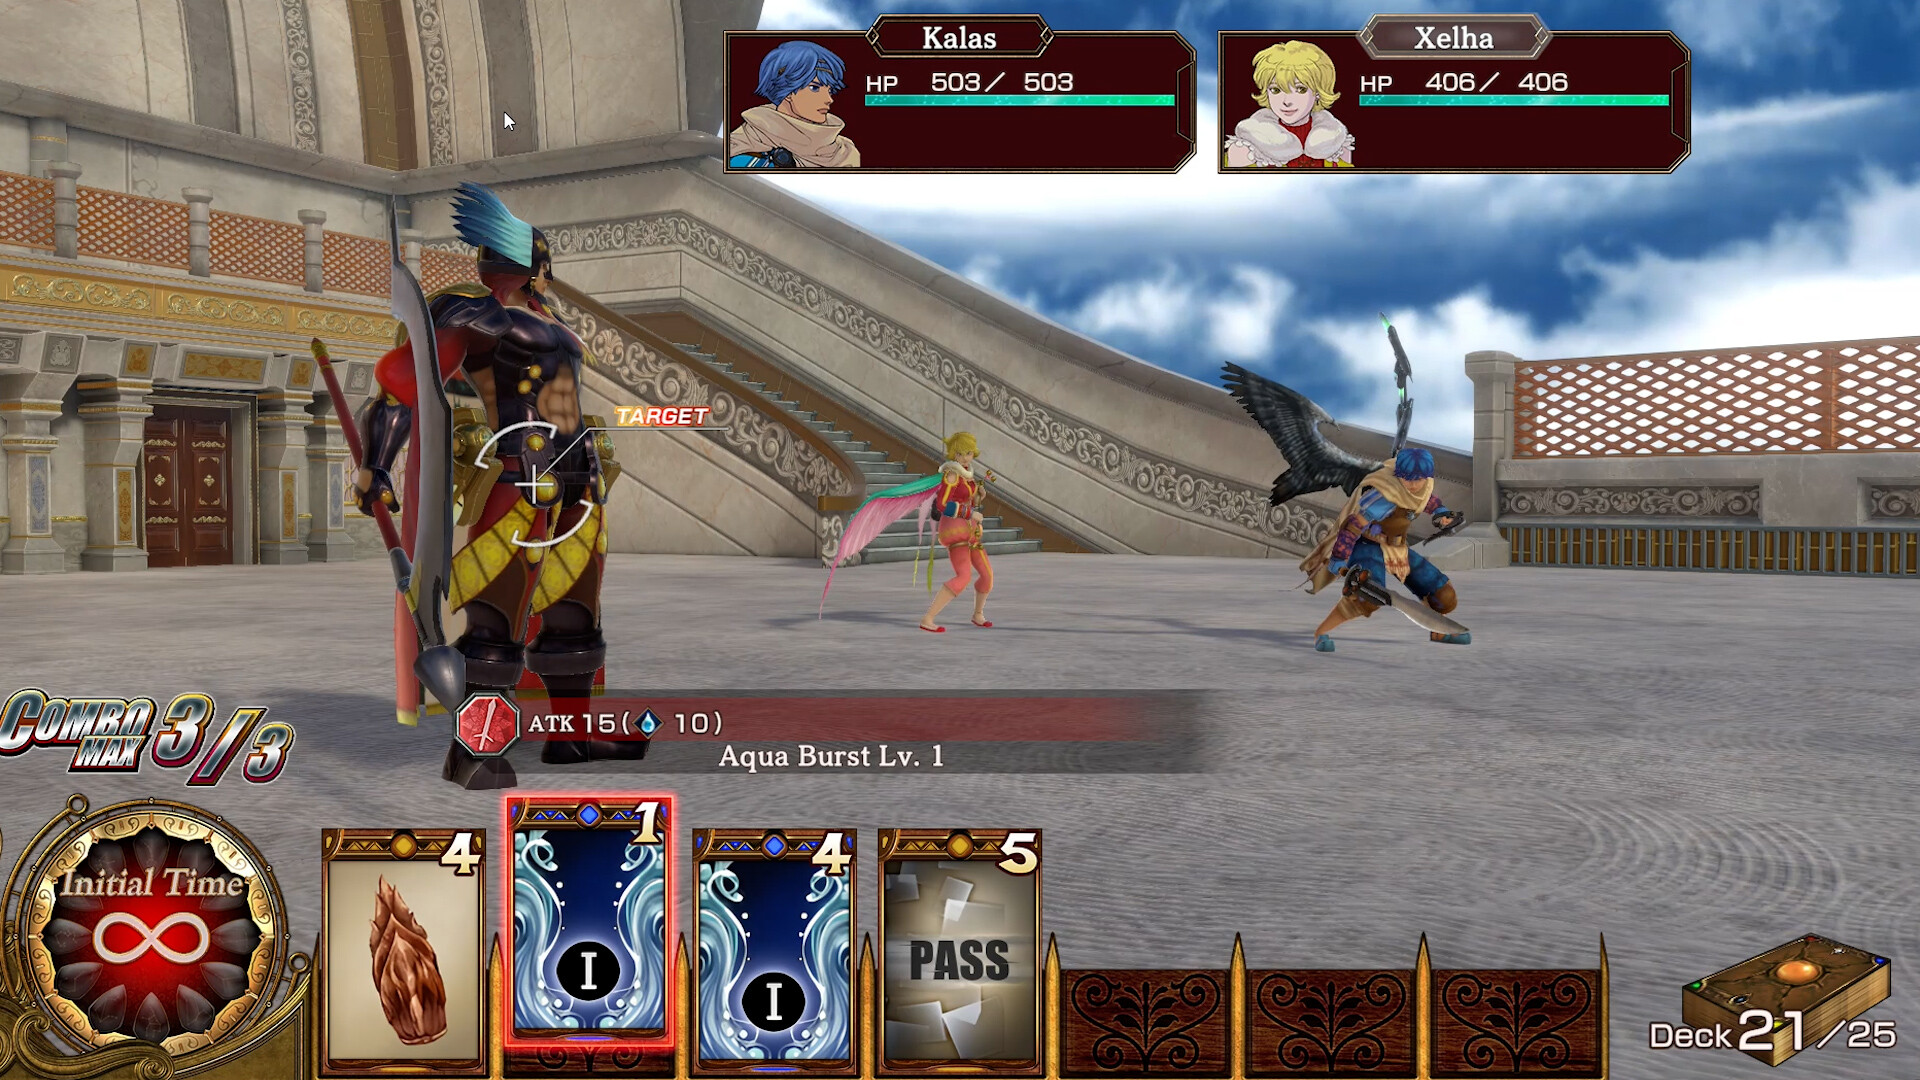 Kalas
HP 503 / 503
Xelha
HP 406 / 406
TARGET
COMBO MAX 3/3
ATK 15 ( 10)
Aqua Burst Lv. 1
Initial Time
∞
4
1
I
4
I
5
PASS
Deck 21/25